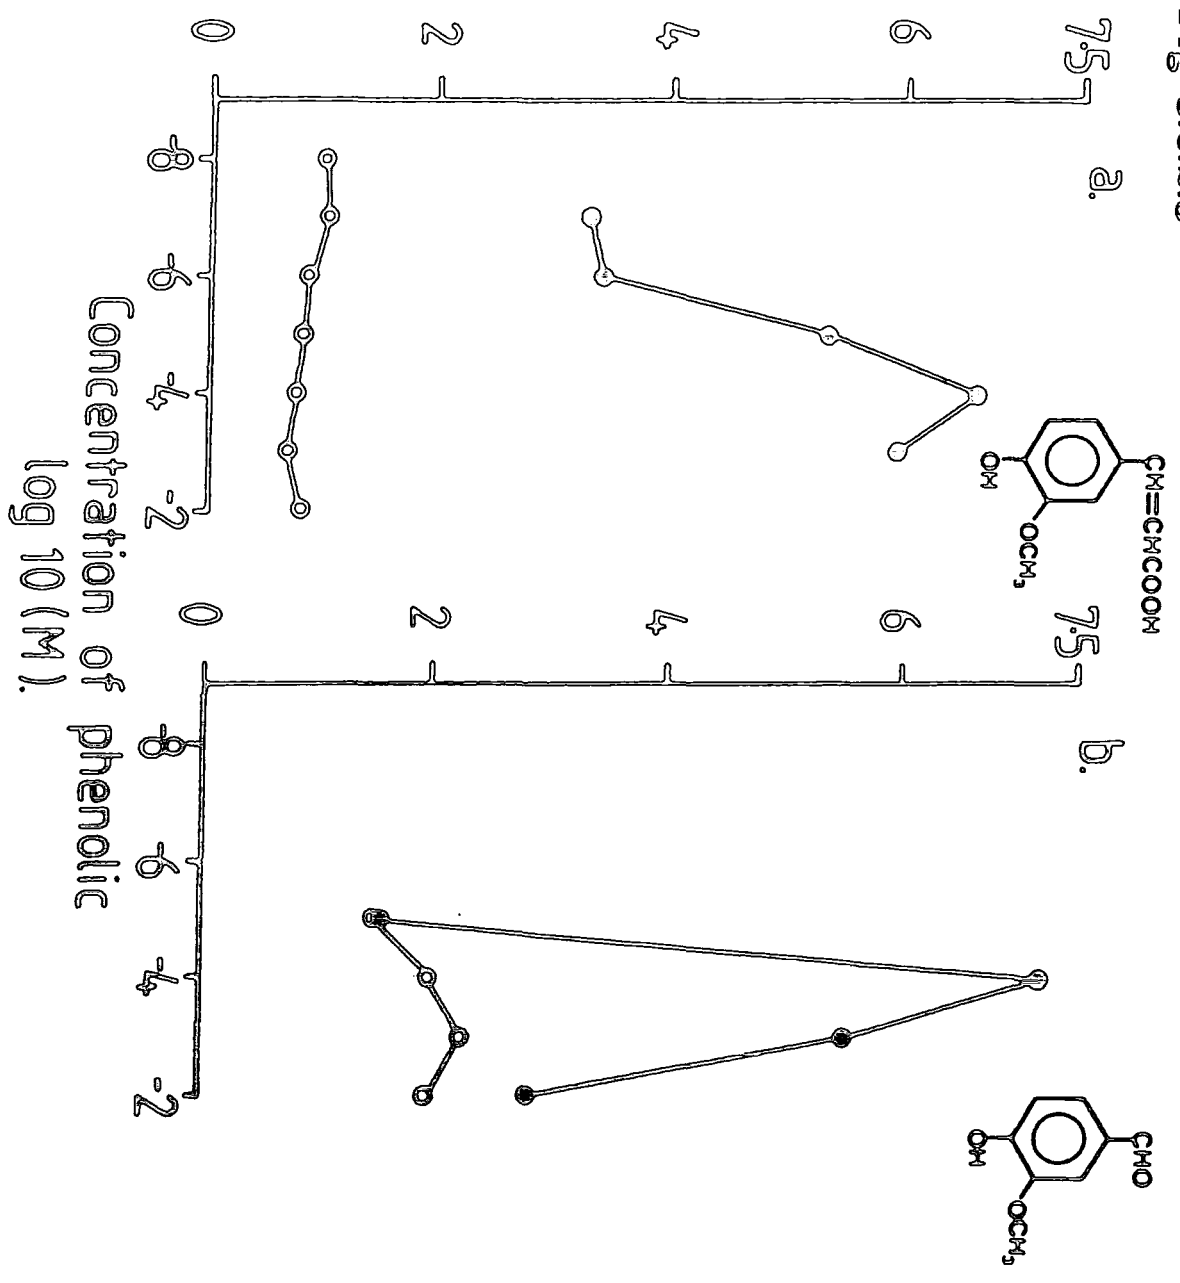 a.
7.5
6
4
2
0
-8 -6 -4 -2
CH=CHCOOH
OCH₃
OH
b.
7.5
6
4
2
0
-8 -6 -4 -2
CHO
OCH₃
OH
Concentration of phenolic
log 10 (M).